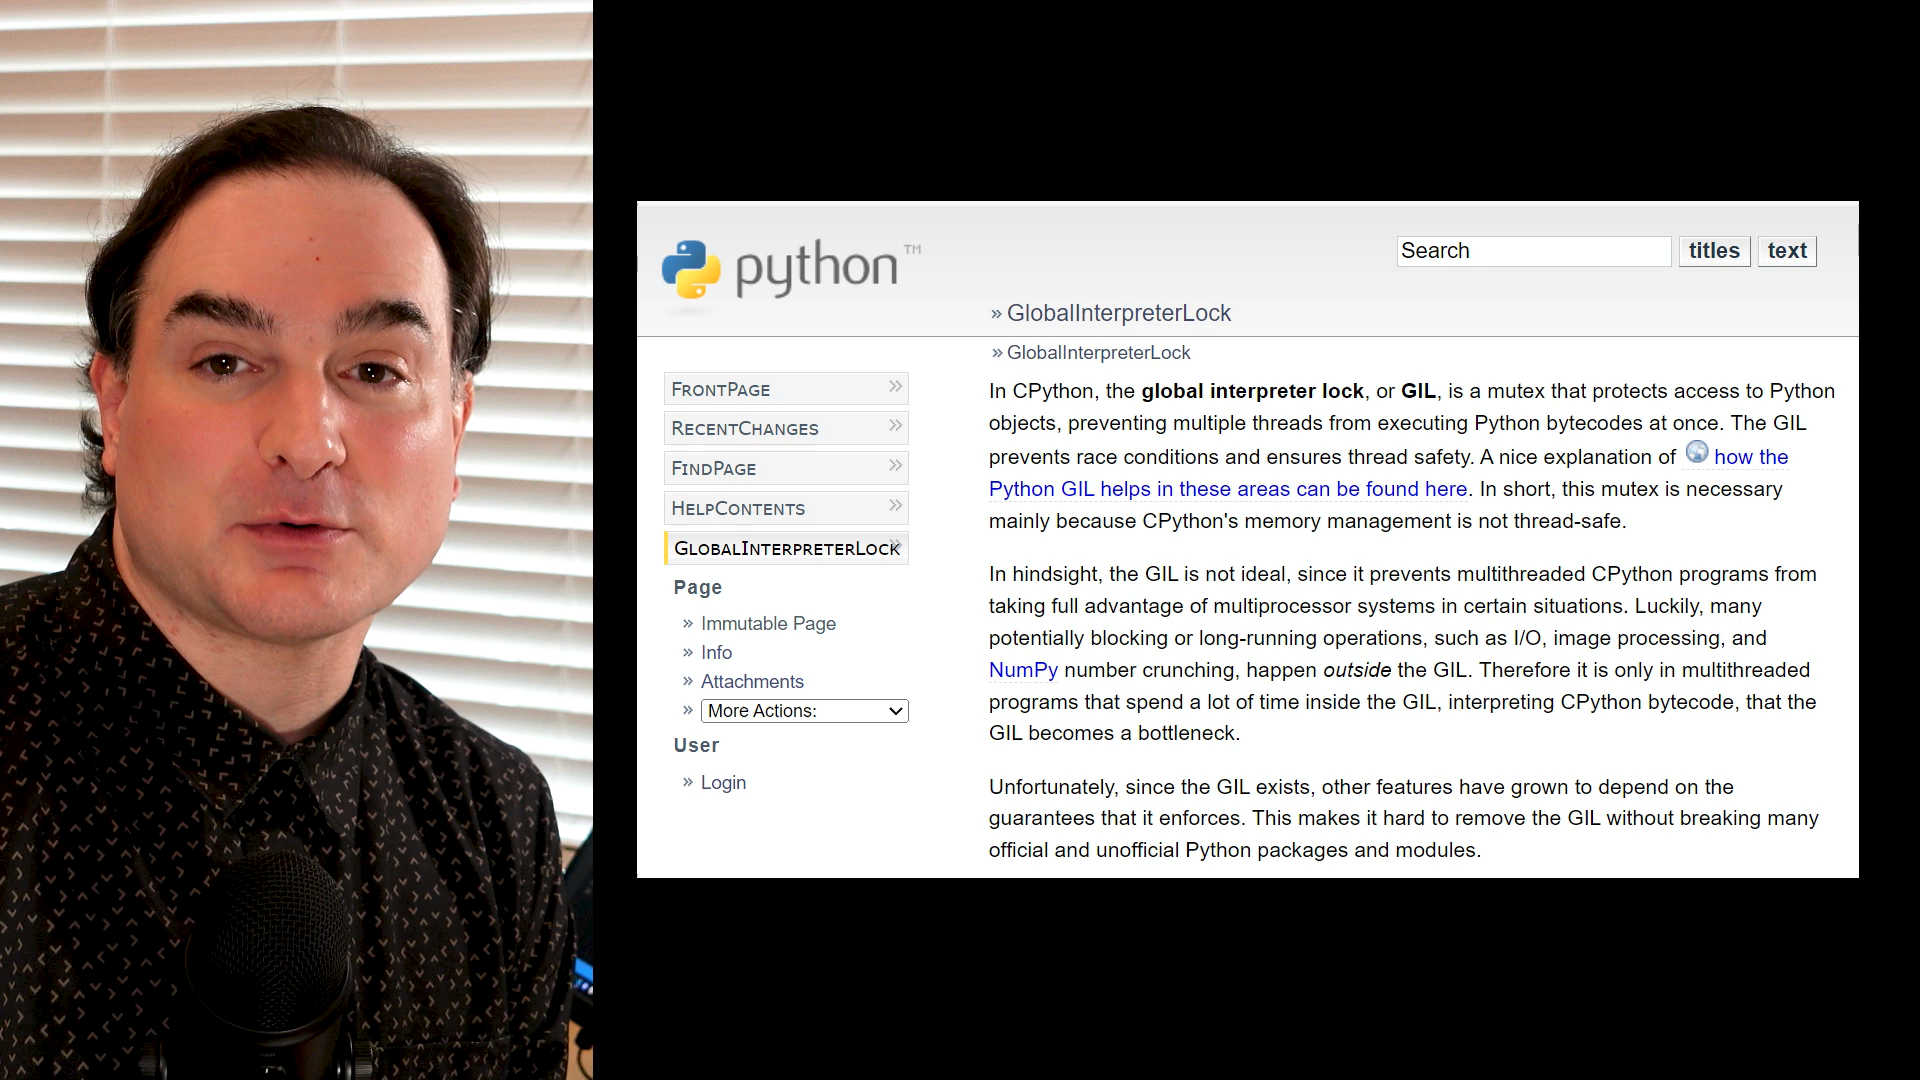 python™
Search
titles
text
» GlobalInterpreterLock
» GlobalInterpreterLock
FrontPage »
RecentChanges »
FindPage »
HelpContents »
GlobalInterpreterLock »
Page
» Immutable Page
» Info
» Attachments
» More Actions:
User
» Login
In CPython, the global interpreter lock, or GIL, is a mutex that protects access to Python
objects, preventing multiple threads from executing Python bytecodes at once. The GIL
prevents race conditions and ensures thread safety. A nice explanation of how the
Python GIL helps in these areas can be found here. In short, this mutex is necessary
mainly because CPython's memory management is not thread-safe.
In hindsight, the GIL is not ideal, since it prevents multithreaded CPython programs from
taking full advantage of multiprocessor systems in certain situations. Luckily, many
potentially blocking or long-running operations, such as I/O, image processing, and
NumPy number crunching, happen outside the GIL. Therefore it is only in multithreaded
programs that spend a lot of time inside the GIL, interpreting CPython bytecode, that the
GIL becomes a bottleneck.
Unfortunately, since the GIL exists, other features have grown to depend on the
guarantees that it enforces. This makes it hard to remove the GIL without breaking many
official and unofficial Python packages and modules.